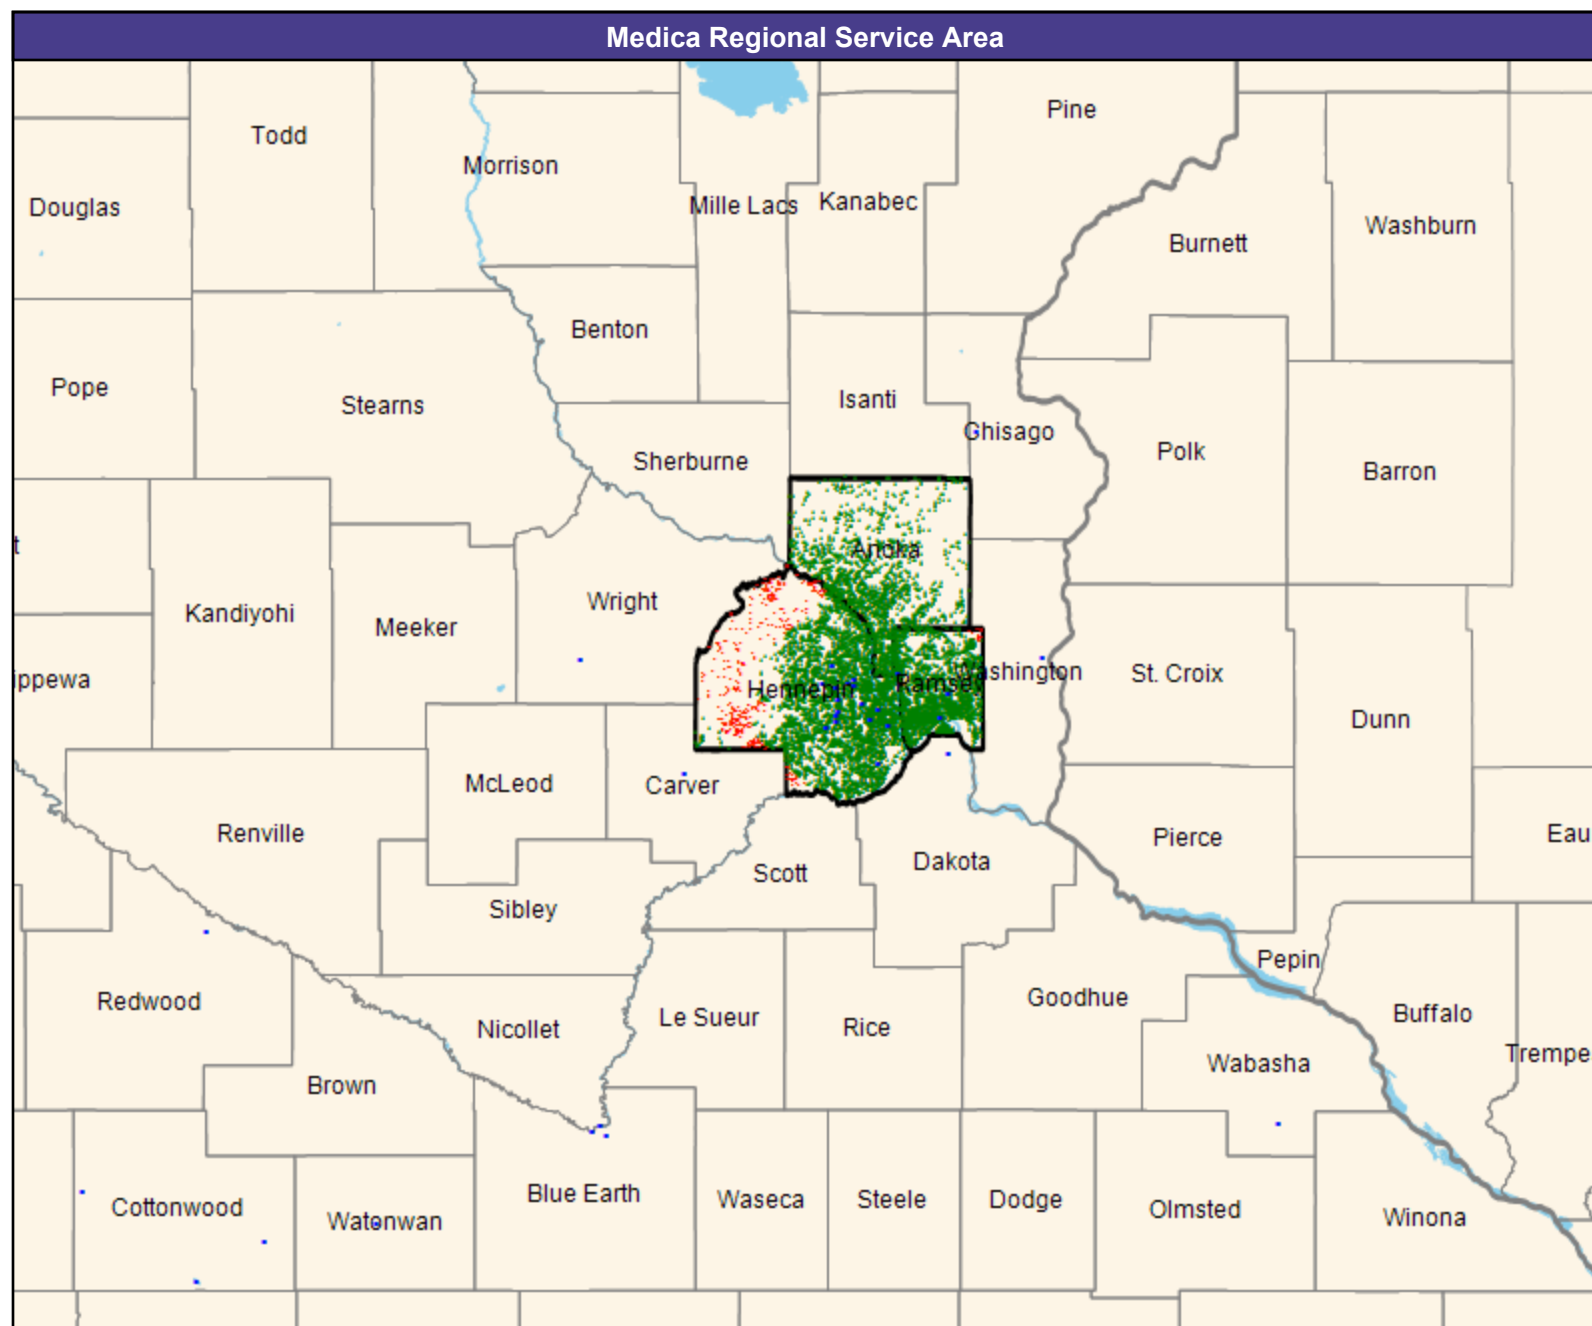 Medica Regional Service Area
Pine
Todd
Morrison
Mille Lacs
Kanabec
Douglas
Washburn
Burnett
Benton
Pope
Stearns
Isanti
Chisago
Polk
Sherburne
Barron
t
Anoka
Wright
Kandiyohi
Meeker
Washington
St. Croix
ippewa
Hennepin
Ramsey
Dunn
McLeod
Carver
Renville
Pierce
Eau
Scott
Dakota
Sibley
Pepin
Redwood
Goodhue
Nicollet
Le Sueur
Rice
Buffalo
Trempe
Wabasha
Brown
Blue Earth
Waseca
Steele
Dodge
Cottonwood
Watonwan
Olmsted
Winona